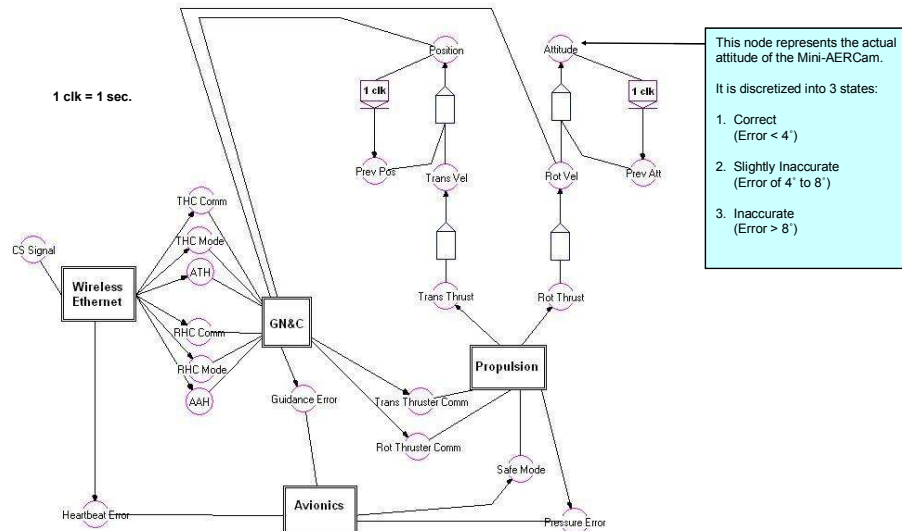 Position
Attitude
This node represents the actual
attitude of the Mini-AERCam.
It is discretized into 3 states:
1. Correct
(Error < 4˚)
2. Slightly Inaccurate
(Error of 4˚ to 8˚)
3. Inaccurate
(Error > 8˚)
1 clk = 1 sec.
1 clk
1 clk
Prev Pos
Trans Vel
Rot Vel
Prev Att
THC Comm
THC Mode
CS Signal
ATH
Wireless
Ethernet
GN&C
Trans Thrust
Rot Thrust
RHC Comm
RHC Mode
Propulsion
AAH
Guidance Error
Trans Thruster Comm
Rot Thruster Comm
Safe Mode
Avionics
Heartbeat Error
Pressure Error